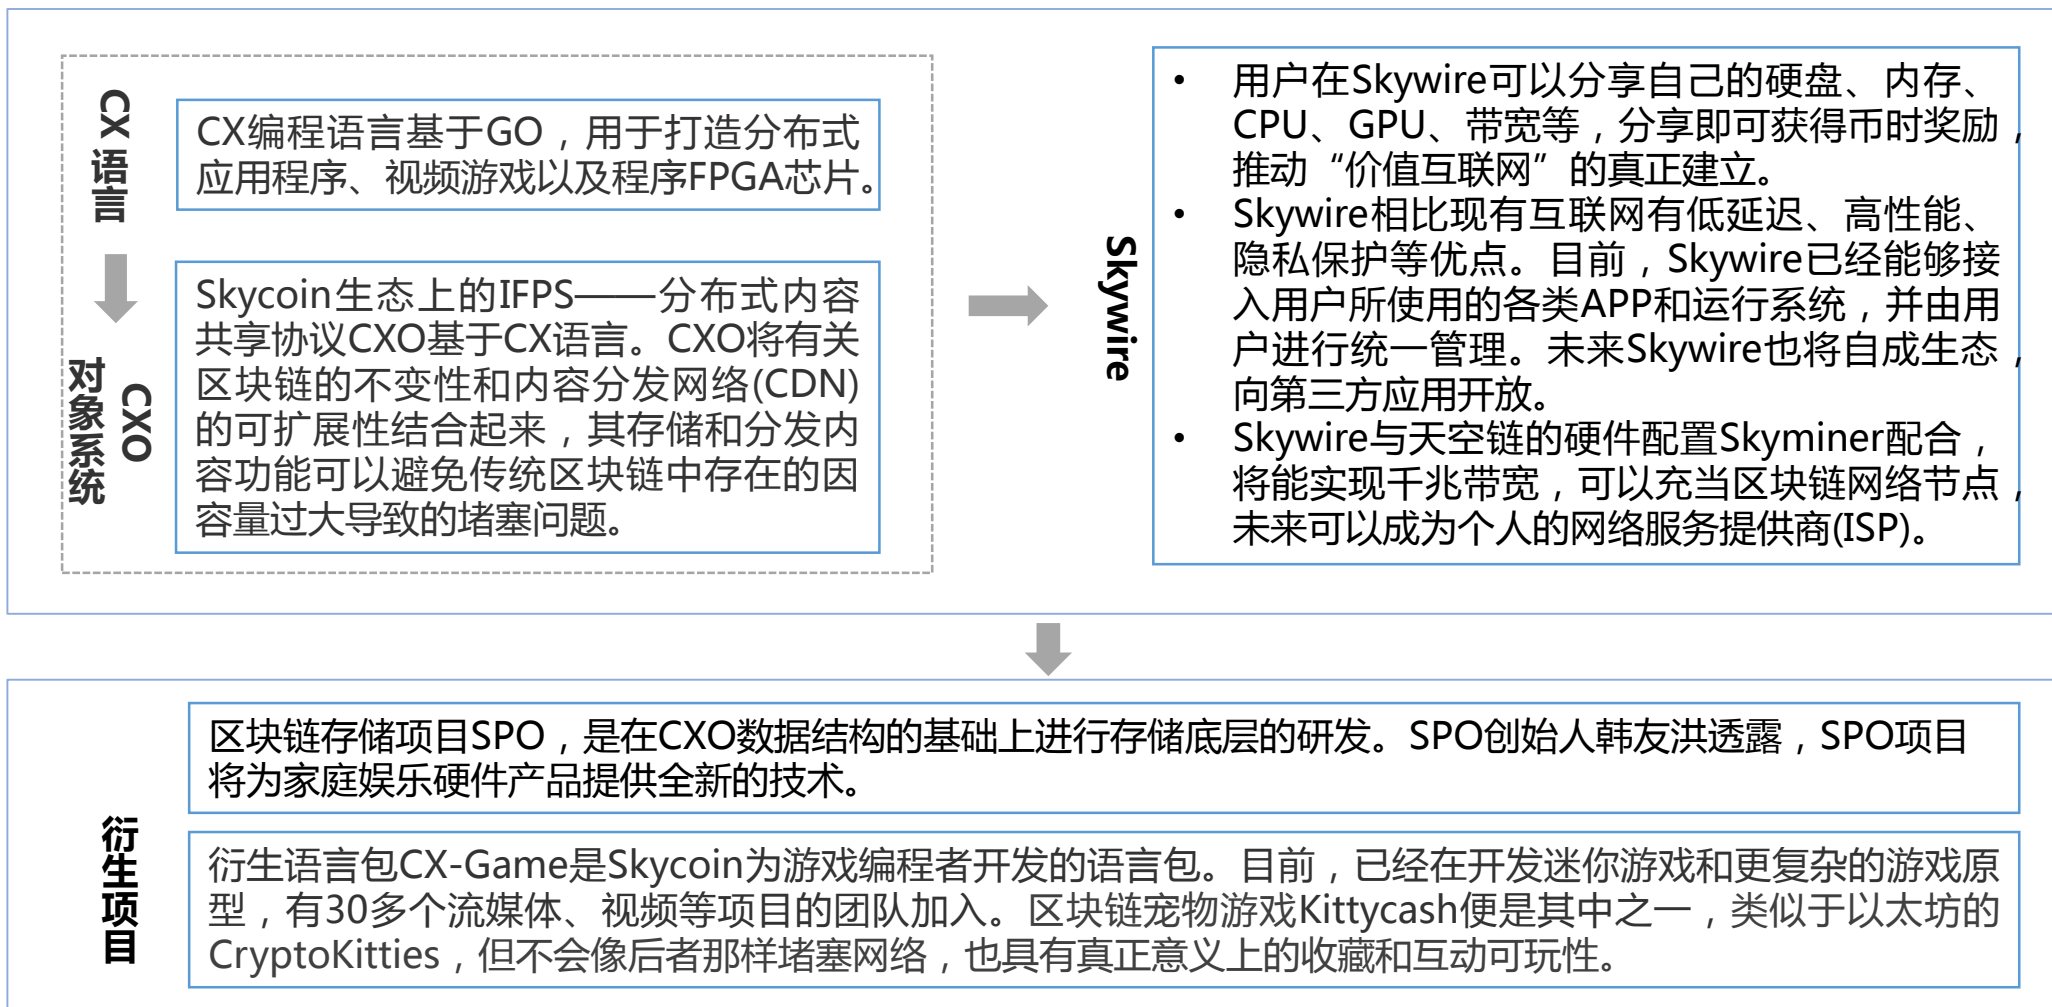 CX语言
CX编程语言基于GO，用于打造分布式
应用程序、视频游戏以及程序FPGA芯片。
CXO
对象系统
Skycoin生态上的IFPS——分布式内容
共享协议CXO基于CX语言。CXO将有关
区块链的不变性和内容分发网络(CDN)
的可扩展性结合起来，其存储和分发内
容功能可以避免传统区块链中存在的因
容量过大导致的堵塞问题。
Skywire
• 用户在Skywire可以分享自己的硬盘、内存、
CPU、GPU、带宽等，分享即可获得币时奖励，
推动“价值互联网”的真正建立。
• Skywire相比现有互联网有低延迟、高性能、
隐私保护等优点。目前，Skywire已经能够接
入用户所使用的各类APP和运行系统，并由用
户进行统一管理。未来Skywire也将自成生态，
向第三方应用开放。
• Skywire与天空链的硬件配置Skyminer配合，
将能实现千兆带宽，可以充当区块链网络节点，
未来可以成为个人的网络服务提供商(ISP)。
衍生项目
区块链存储项目SPO，是在CXO数据结构的基础上进行存储底层的研发。SPO创始人韩友洪透露，SPO项目
将为家庭娱乐硬件产品提供全新的技术。
衍生语言包CX-Game是Skycoin为游戏编程者开发的语言包。目前，已经在开发迷你游戏和更复杂的游戏原
型，有30多个流媒体、视频等项目的团队加入。区块链宠物游戏Kittycash便是其中之一，类似于以太坊的
CryptoKitties，但不会像后者那样堵塞网络，也具有真正意义上的收藏和互动可玩性。